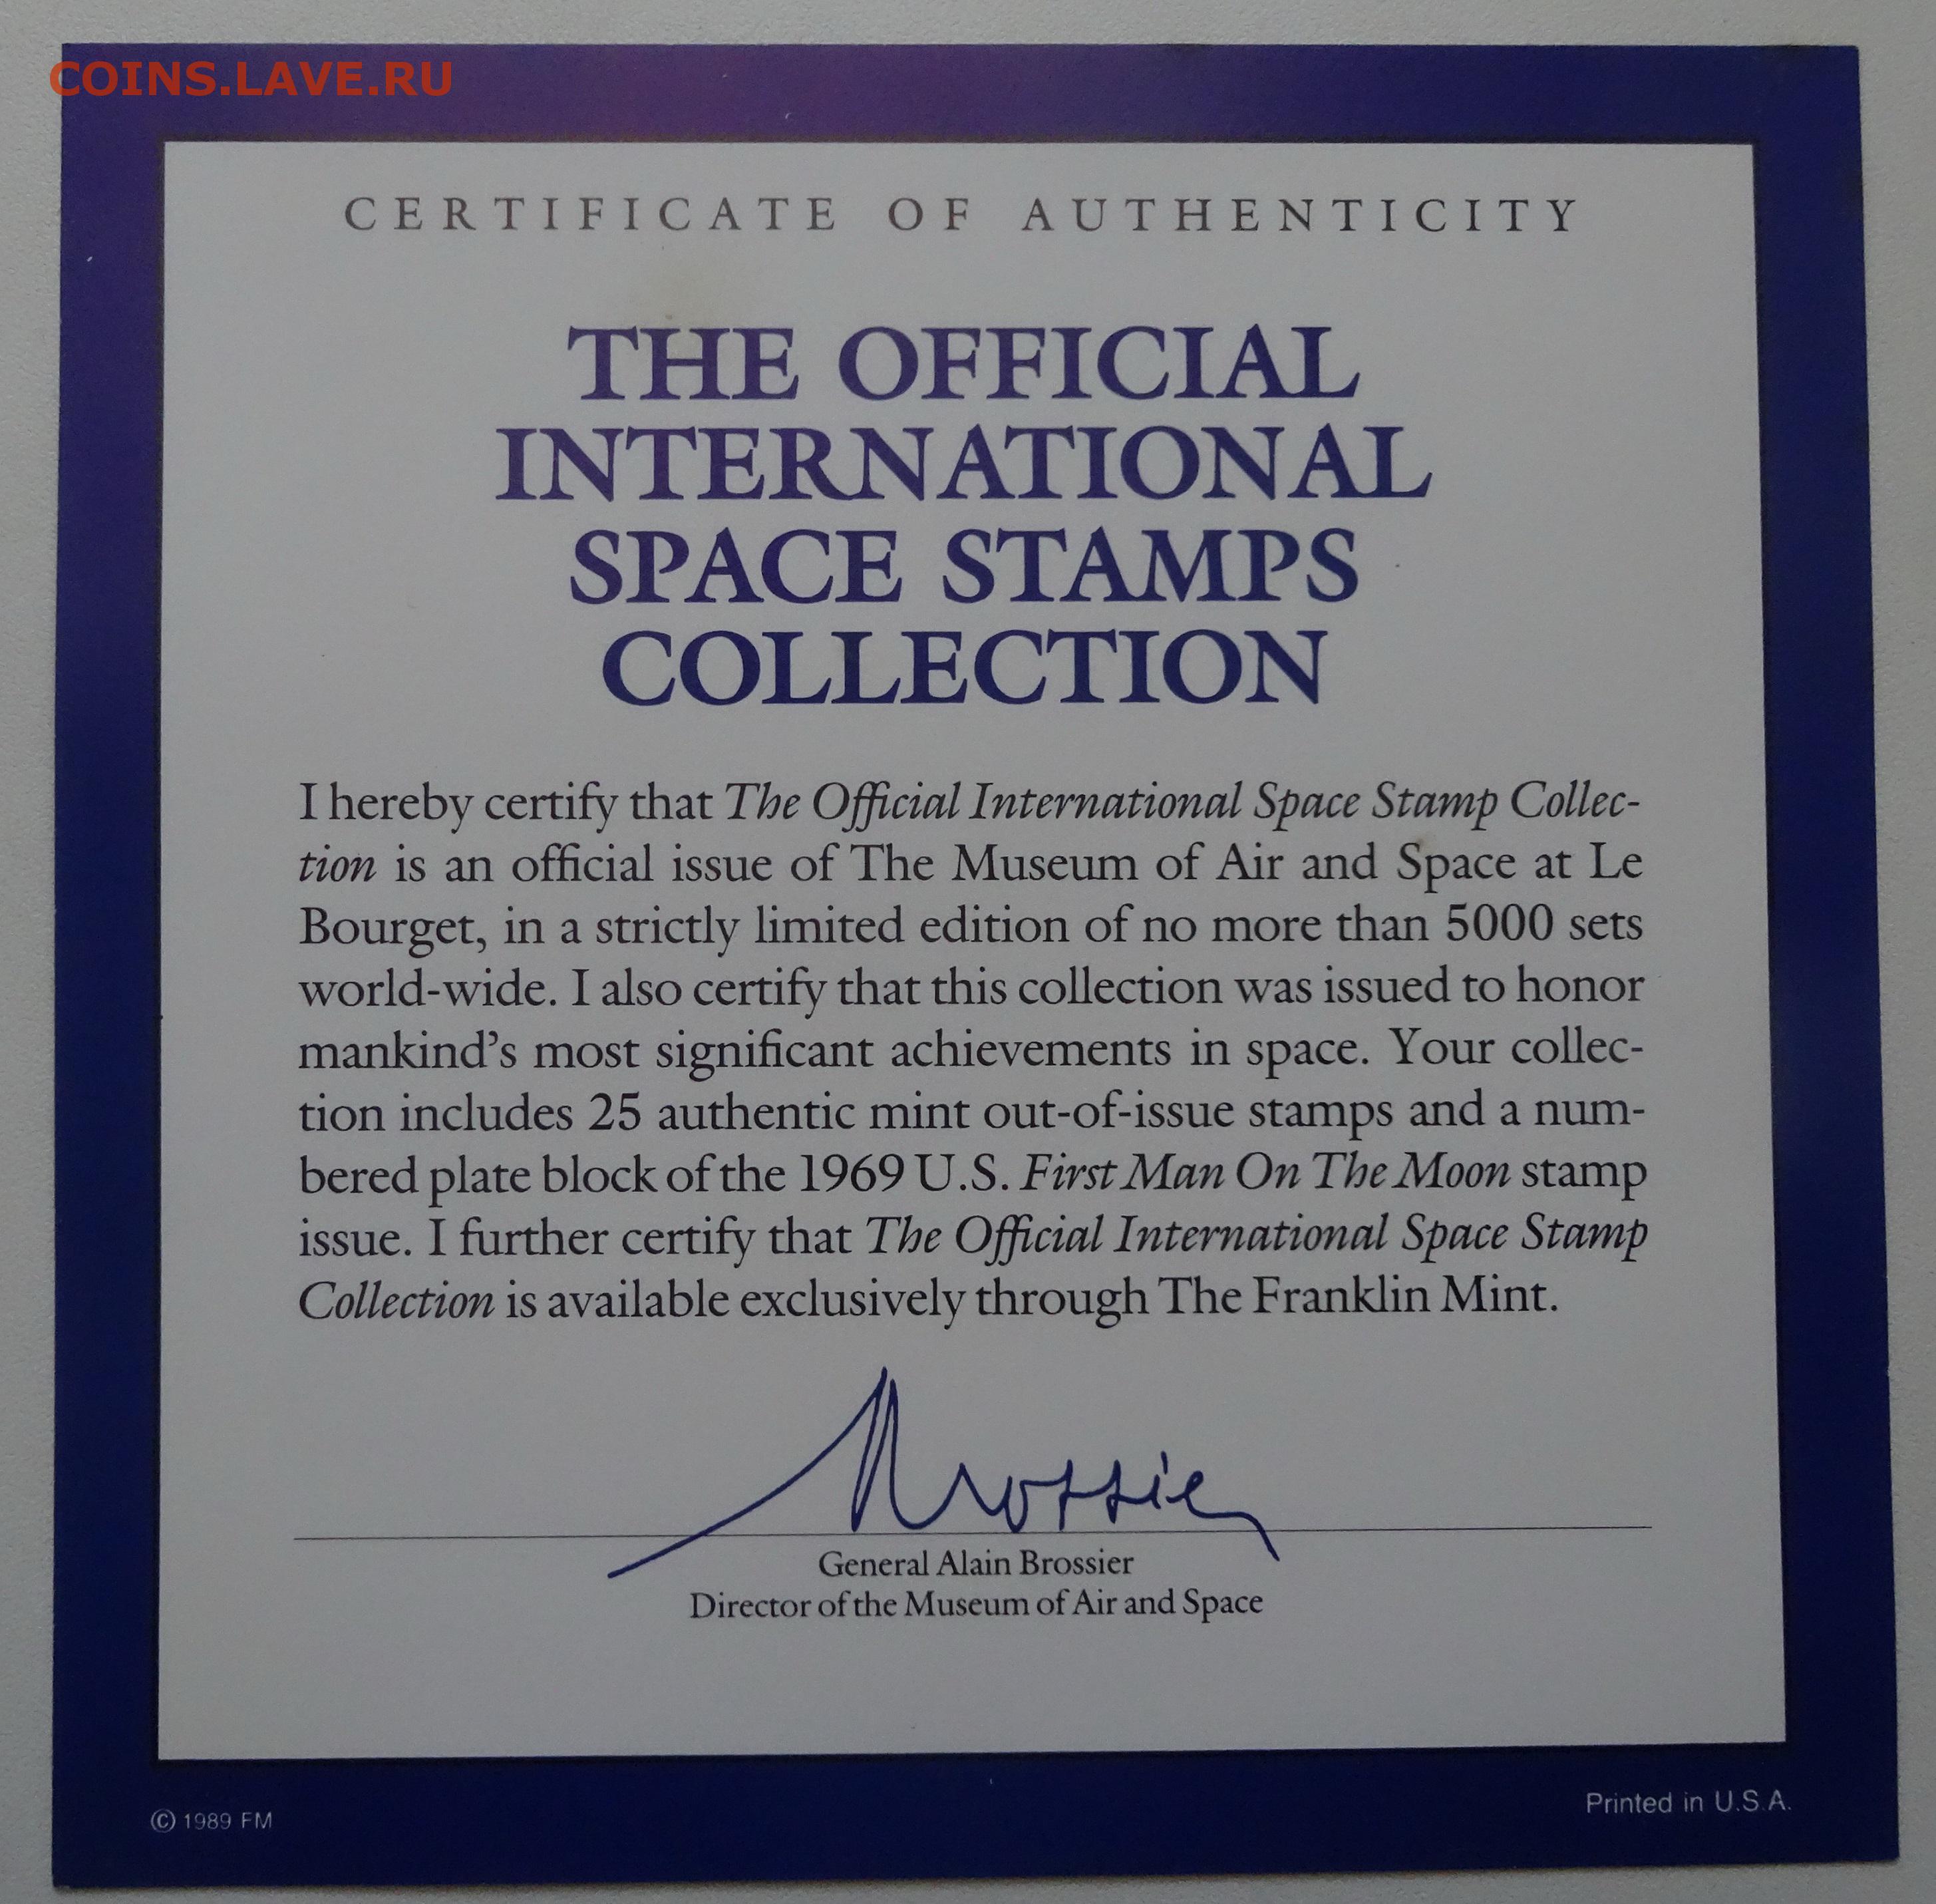 COINS.LAVE.RU
CERTIFICATE OF AUTHENTICITY
THE OFFICIAL
INTERNATIONAL
SPACE STAMPS
COLLECTION
I hereby certify that The Official International Space Stamp Collec-
tion is an official issue of The Museum of Air and Space at Le
Bourget, in a strictly limited edition of no more than 5000 sets
world-wide. I also certify that this collection was issued to honor
mankind’s most significant achievements in space. Your collec-
tion includes 25 authentic mint out-of-issue stamps and a num-
bered plate block of the 1969 U.S. First Man On The Moon stamp
issue. I further certify that The Official International Space Stamp
Collection is available exclusively through The Franklin Mint.
Brossier
General Alain Brossier
Director of the Museum of Air and Space
© 1989 FM
Printed in U.S.A.